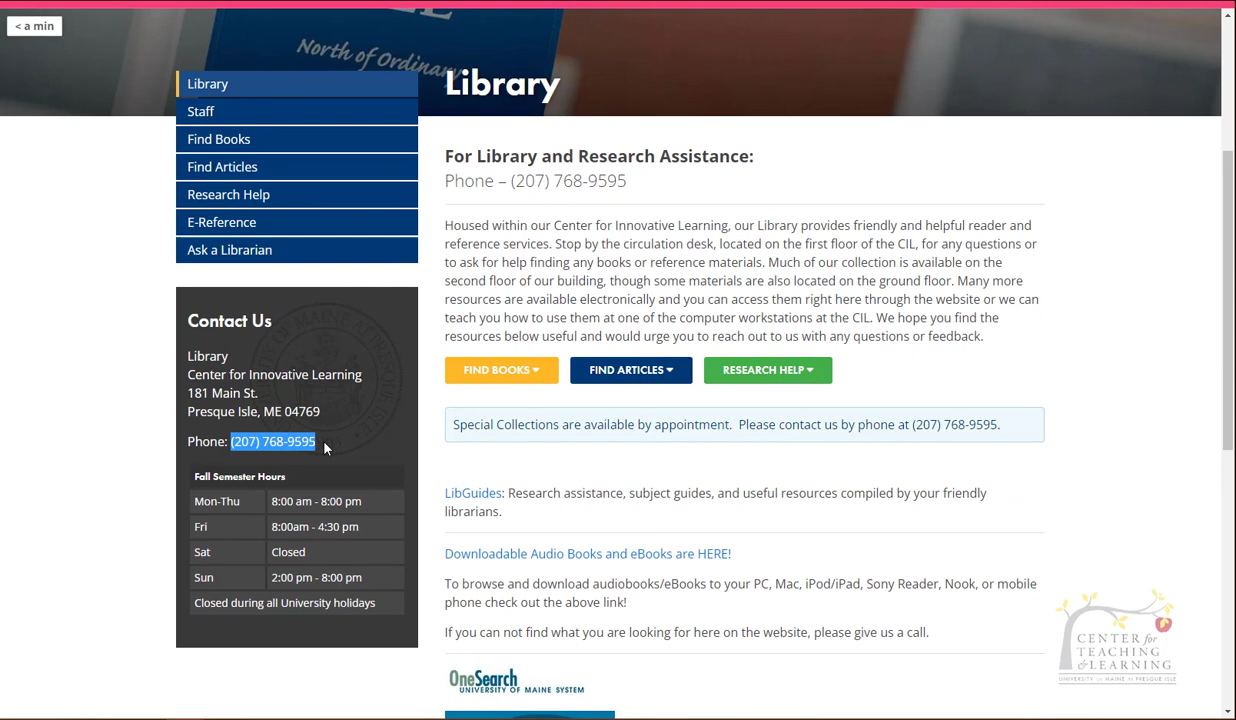 < a min
North of Ordinary
Library
Library
Staff
Find Books
Find Articles
Research Help
E-Reference
Ask a Librarian
Contact Us
Library
Center for Innovative Learning
181 Main St.
Presque Isle, ME 04769
Phone: (207) 768-9595
Fall Semester Hours
Mon-Thu 8:00 am - 8:00 pm
Fri 8:00am - 4:30 pm
Sat Closed
Sun 2:00 pm - 8:00 pm
Closed during all University holidays
For Library and Research Assistance:
Phone – (207) 768-9595
Housed within our Center for Innovative Learning, our Library provides friendly and helpful reader and
reference services. Stop by the circulation desk, located on the first floor of the CIL, for any questions or
to ask for help finding any books or reference materials. Much of our collection is available on the
second floor of our building, though some materials are also located on the ground floor. Many more
resources are available electronically and you can access them right here through the website or we can
teach you how to use them at one of the computer workstations at the CIL. We hope you find the
resources below useful and would urge you to reach out to us with any questions or feedback.
FIND BOOKS
FIND ARTICLES
RESEARCH HELP
Special Collections are available by appointment. Please contact us by phone at (207) 768-9595.
LibGuides: Research assistance, subject guides, and useful resources compiled by your friendly
librarians.
Downloadable Audio Books and eBooks are HERE!
To browse and download audiobooks/eBooks to your PC, Mac, iPod/iPad, Sony Reader, Nook, or mobile
phone check out the above link!
If you can not find what you are looking for here on the website, please give us a call.
OneSearch
UNIVERSITY OF MAINE SYSTEM
CENTER for
TEACHING
& LEARNING
UNIVERSITY OF MAINE AT PRESQUE ISLE